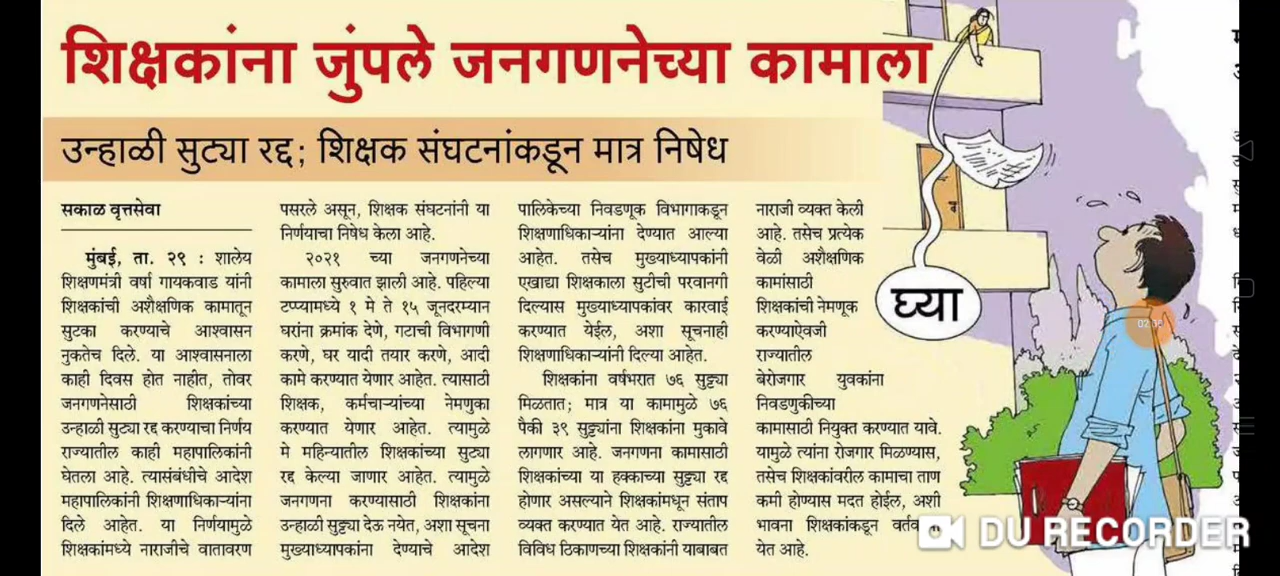 शिक्षकांना जुंपले जनगणनेच्या कामाला
उन्हाळी सुट्या रद्द; शिक्षक संघटनांकडून मात्र निषेध
सकाळ वृत्तसेवा
मुंबई, ता. २९ : शालेय
शिक्षणमंत्री वर्षा गायकवाड यांनी
शिक्षकांची अशैक्षणिक कामातून
सुटका करण्याचे आश्वासन
नुकतेच दिले. या आश्वासनाला
काही दिवस होत नाहीत, तोवर
जनगणनेसाठी शिक्षकांच्या
उन्हाळी सुट्या रद्द करण्याचा निर्णय
राज्यातील काही महापालिकांनी
घेतला आहे. त्यासंबंधीचे आदेश
महापालिकांनी शिक्षणाधिकाऱ्यांना
दिले आहेत. या निर्णयामुळे
शिक्षकांमध्ये नाराजीचे वातावरण
पसरले असून, शिक्षक संघटनांनी या
निर्णयाचा निषेध केला आहे.
२०२१ च्या जनगणनेच्या
कामाला सुरुवात झाली आहे. पहिल्या
टप्प्यामध्ये १ मे ते १५ जूनदरम्यान
घरांना क्रमांक देणे, गटाची विभागणी
करणे, घर यादी तयार करणे, आदी
कामे करण्यात येणार आहेत. त्यासाठी
शिक्षक, कर्मचाऱ्यांच्या नेमणुका
करण्यात येणार आहेत. त्यामुळे
मे महिन्यातील शिक्षकांच्या सुट्या
रद्द केल्या जाणार आहेत. त्यामुळे
जनगणना करण्यासाठी शिक्षकांना
उन्हाळी सुट्ट्या देऊ नयेत, अशा सूचना
मुख्याध्यापकांना देण्याचे आदेश
पालिकेच्या निवडणूक विभागाकडून
शिक्षणाधिकाऱ्यांना देण्यात आल्या
आहेत. तसेच मुख्याध्यापकांनी
एखाद्या शिक्षकाला सुटीची परवानगी
दिल्यास मुख्याध्यापकांवर कारवाई
करण्यात येईल, अशा सूचनाही
शिक्षणाधिकाऱ्यांनी दिल्या आहेत.
शिक्षकांना वर्षभरात ७६ सुट्ट्या
मिळतात; मात्र या कामामुळे ७६
पैकी ३९ सुट्ट्यांना शिक्षकांना मुकावे
लागणार आहे. जनगणना कामासाठी
शिक्षकांच्या या हक्काच्या सुट्ट्या रद्द
होणार असल्याने शिक्षकांमधून संताप
व्यक्त करण्यात येत आहे. राज्यातील
विविध ठिकाणच्या शिक्षकांनी याबाबत
नाराजी व्यक्त केली
आहे. तसेच प्रत्येक
वेळी अशैक्षणिक
कामांसाठी
शिक्षकांची नेमणूक
करण्याऐवजी
राज्यातील
बेरोजगार युवकांना
निवडणुकीच्या
कामासाठी नियुक्त करण्यात यावे.
यामुळे त्यांना रोजगार मिळण्यास,
तसेच शिक्षकांवरील कामाचा ताण
कमी होण्यास मदत होईल, अशी
भावना शिक्षकांकडून
येत आहे.
घ्या
02:36
DU RECORDER